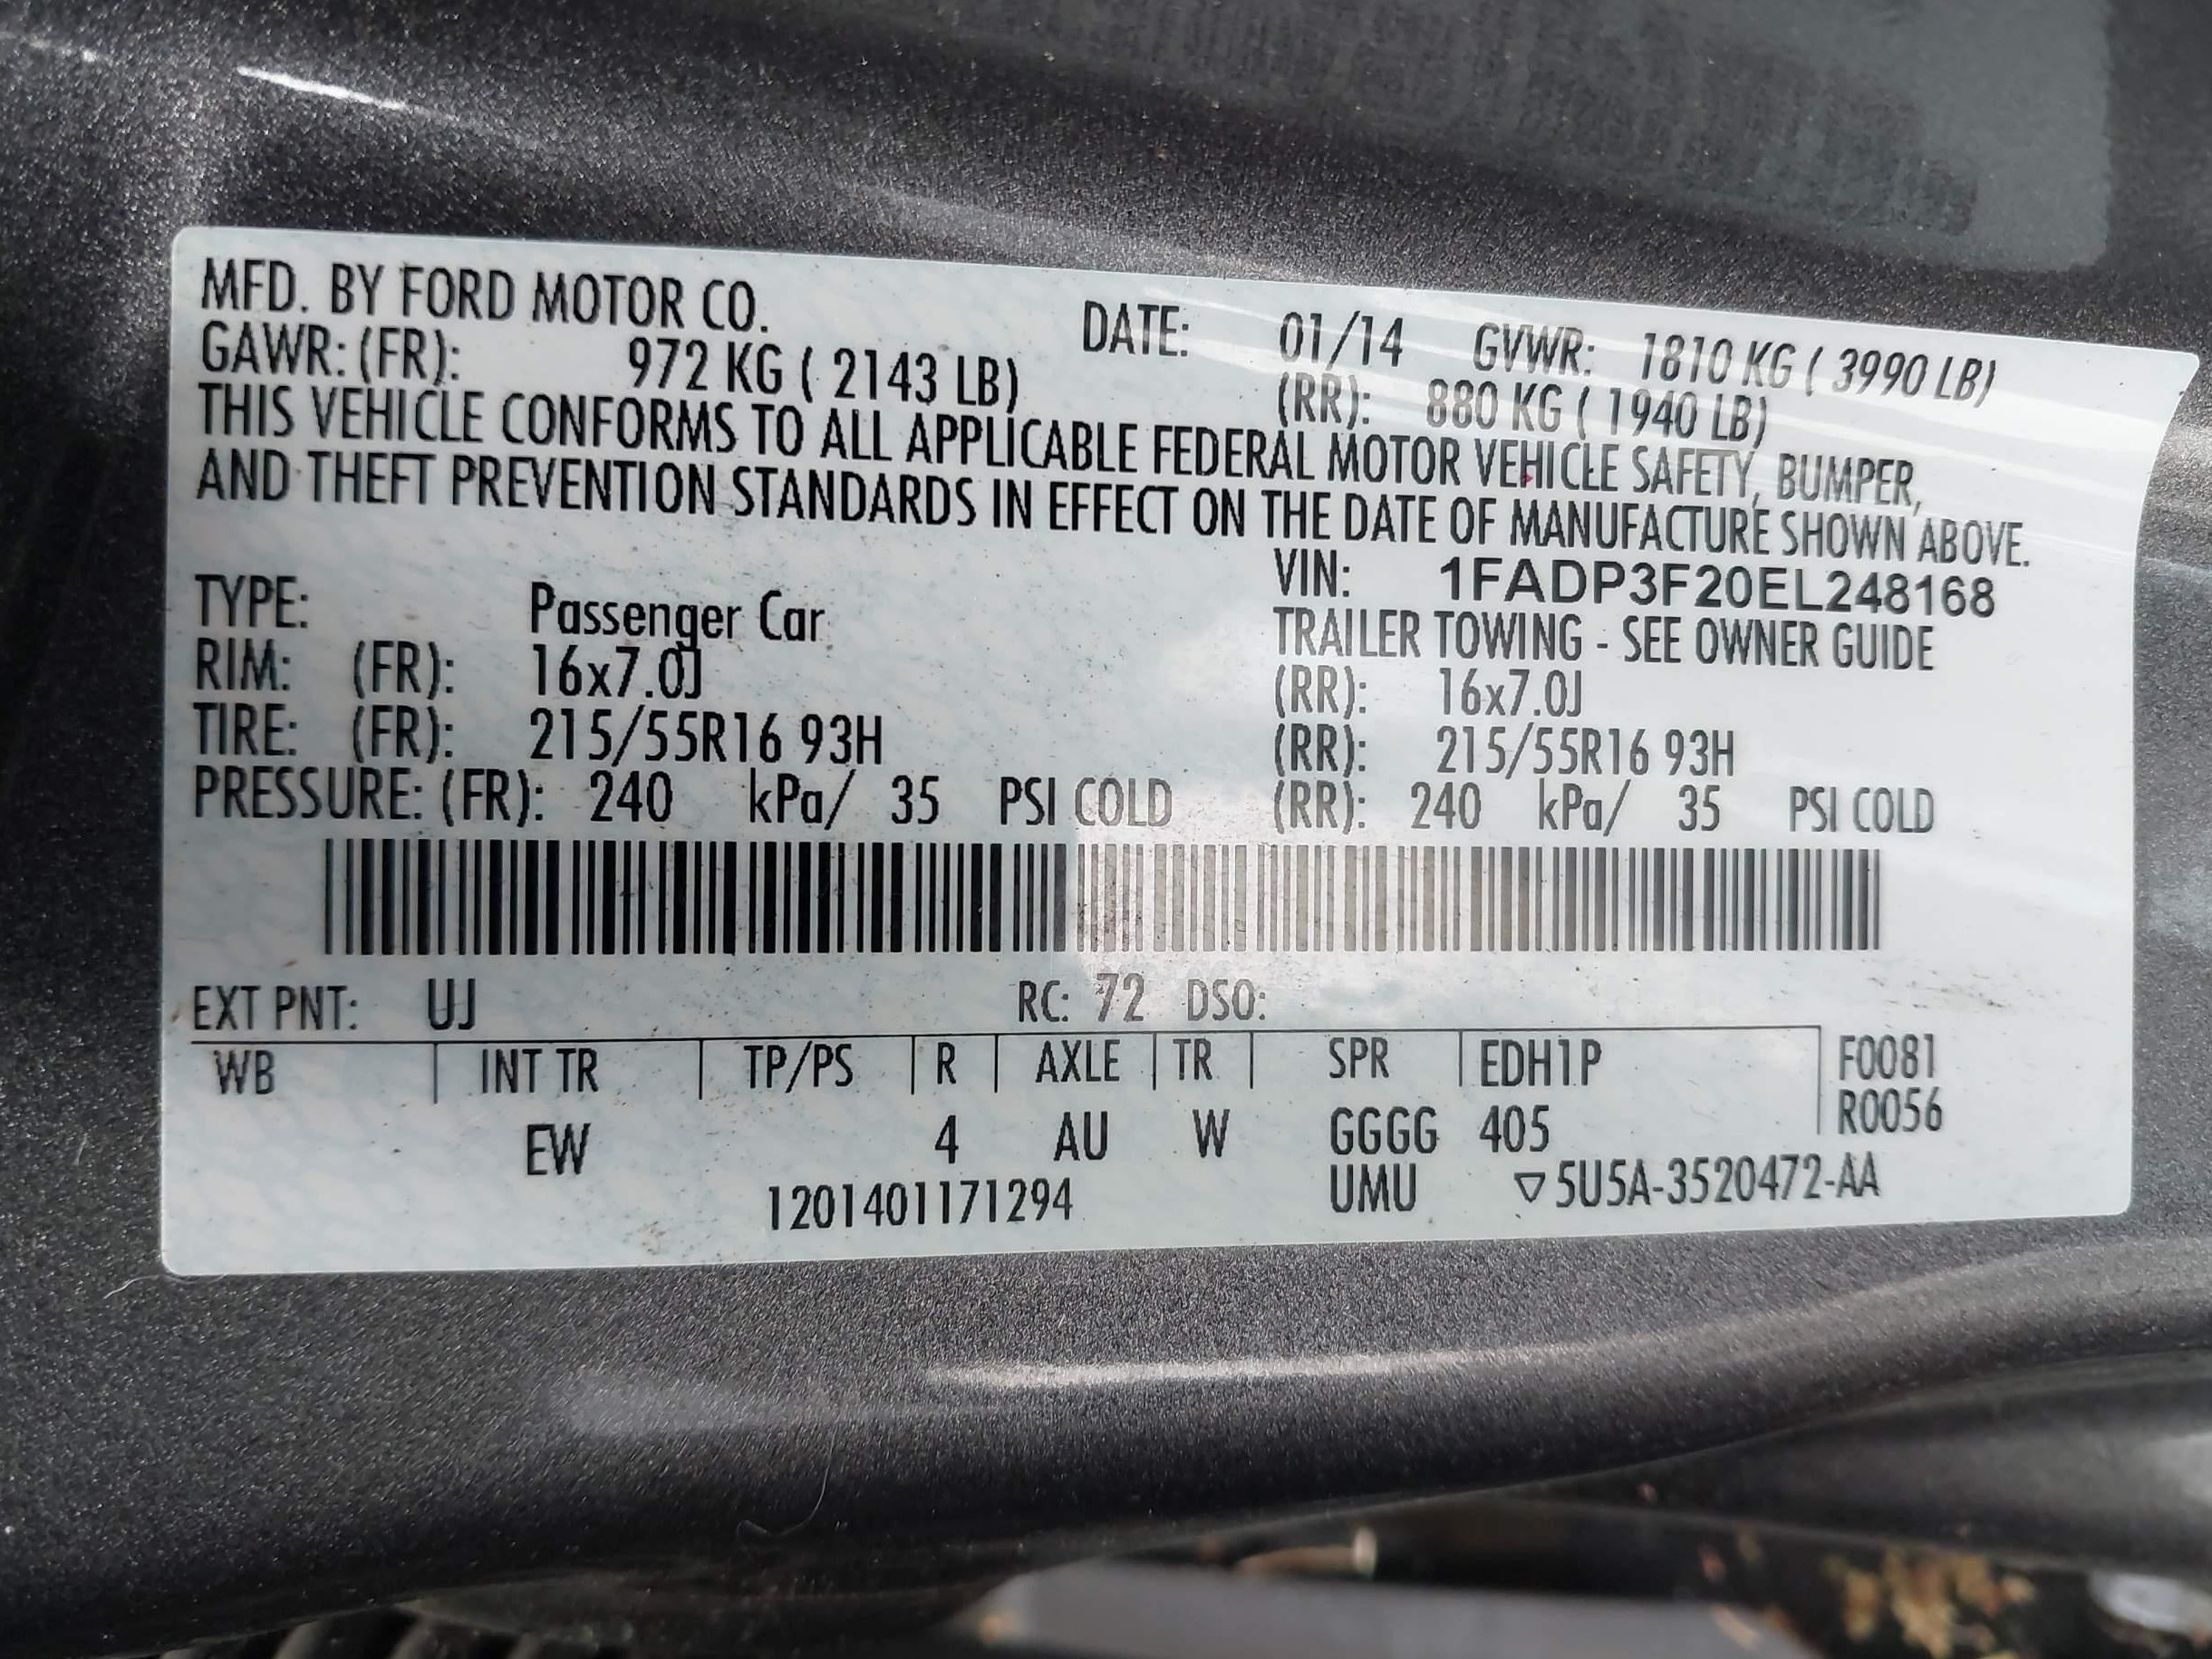 MFD. BY FORD MOTOR CO. DATE: 01/14 GVWR: 1810 KG ( 3990 LB)
GAWR: (FR): 972 KG ( 2143 LB) (RR): 880 KG ( 1940 LB)
THIS VEHICLE CONFORMS TO ALL APPLICABLE FEDERAL MOTOR VEHICLE SAFETY, BUMPER,
AND THEFT PREVENTION STANDARDS IN EFFECT ON THE DATE OF MANUFACTURE SHOWN ABOVE.
VIN: 1FADP3F20EL248168
TYPE: Passenger Car TRAILER TOWING - SEE OWNER GUIDE
RIM: (FR): 16x7.0J (RR): 16x7.0J
TIRE: (FR): 215/55R16 93H (RR): 215/55R16 93H
PRESSURE: (FR): 240 kPa/ 35 PSI COLD (RR): 240 kPa/ 35 PSI COLD
EXT PNT: UJ RC: 72 DSO:
WB INT TR TP/PS R AXLE TR SPR EDH1P F0081
R0056
EW 4 AU W GGGG 405
1201401171294 UMU ▽5U5A-3520472-AA